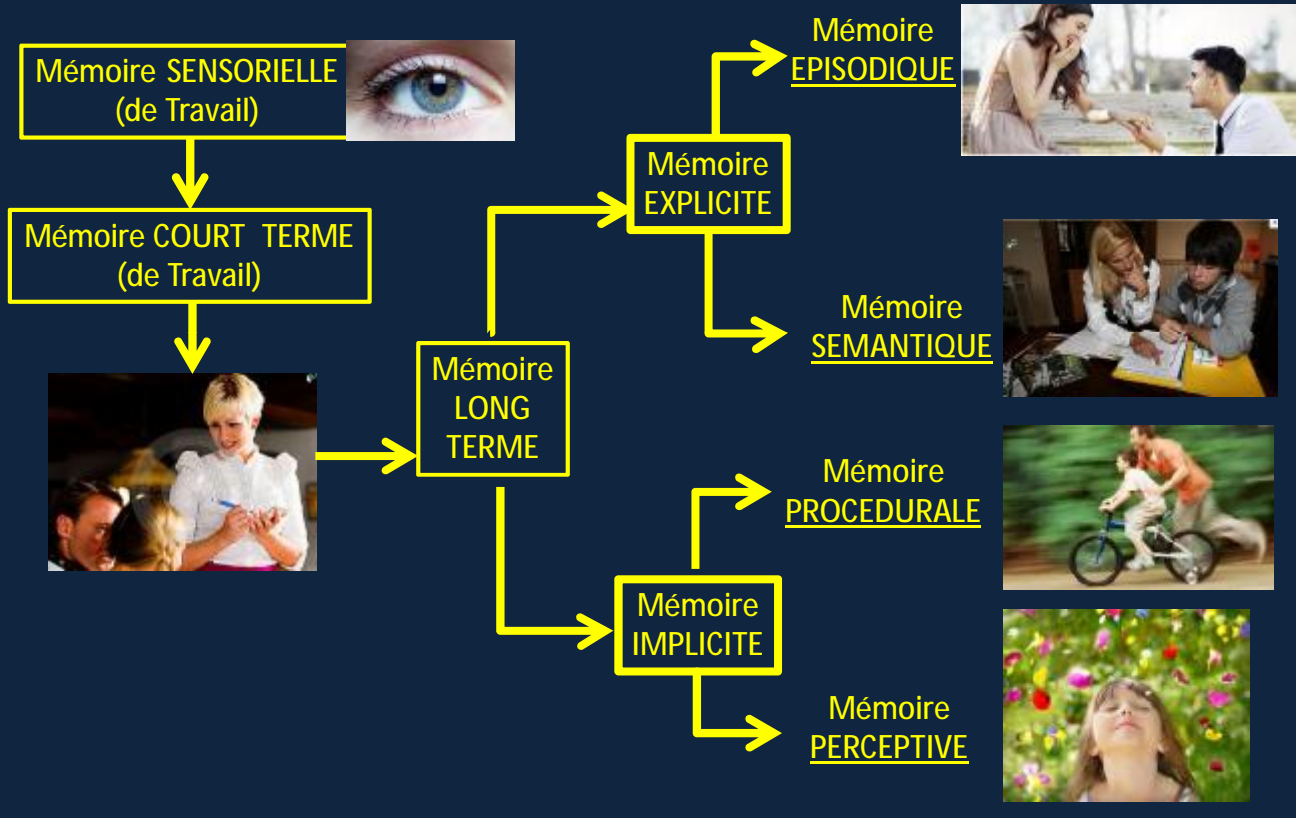 Mémoire SENSORIELLE
(de Travail)
Mémoire COURT TERME
(de Travail)
Mémoire
LONG
TERME
Mémoire
EXPLICITE
Mémoire
EPISODIQUE
Mémoire
SEMANTIQUE
Mémoire
IMPLICITE
Mémoire
PROCEDURALE
Mémoire
PERCEPTIVE